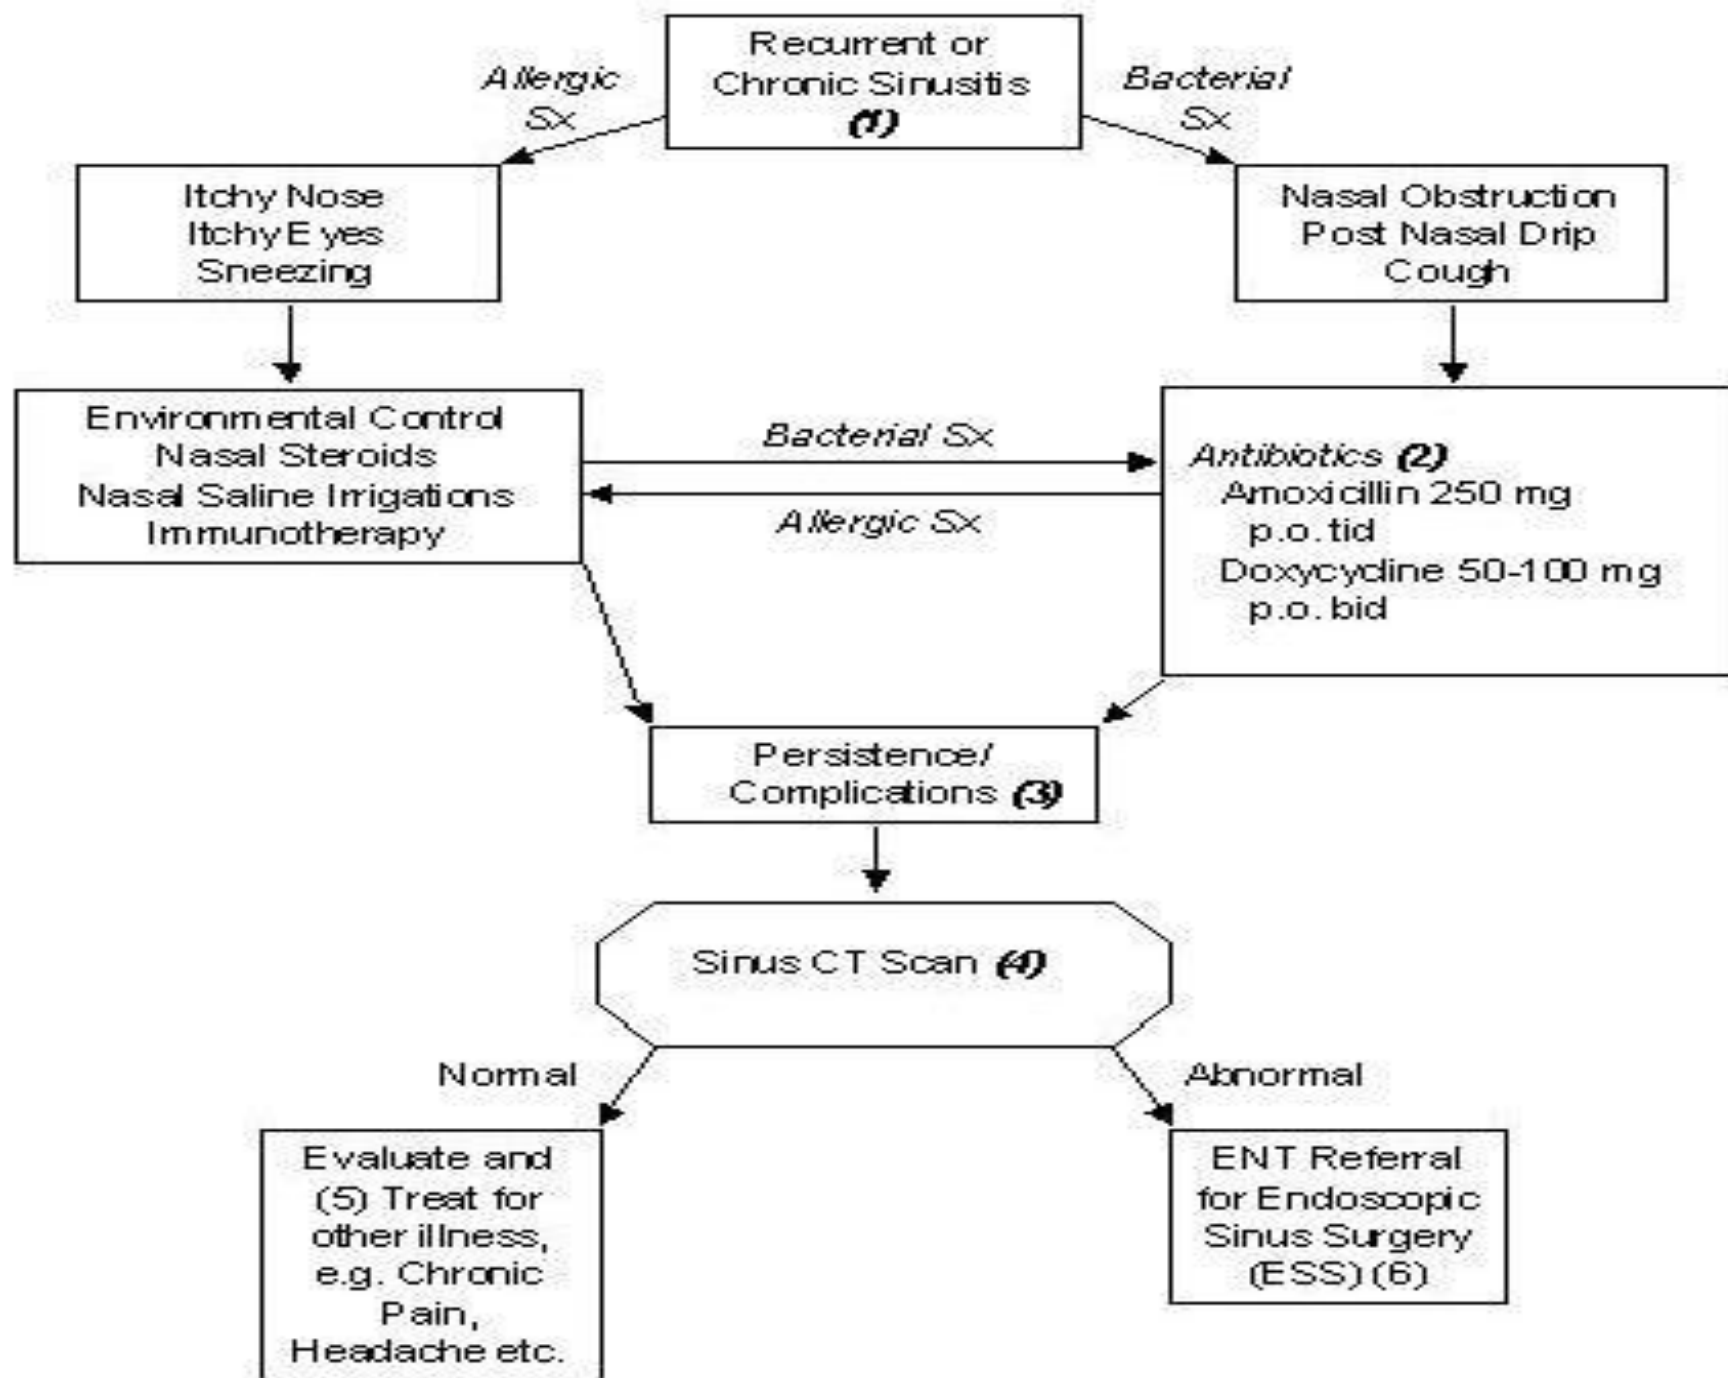 Recurrent or
Chronic Sinusitis
(1)
Allergic
Sx
Bacterial
Sx
Itchy Nose
Itchy Eyes
Sneezing
Nasal Obstruction
Post Nasal Drip
Cough
Environmental Control
Nasal Steroids
Nasal Saline Irrigations
Immunotherapy
Bacterial Sx
Allergic Sx
Antibiotics (2)
Amoxicillin 250 mg
p.o. tid
Doxycycline 50-100 mg
p.o. bid
Persistence/
Complications (3)
Sinus CT Scan (4)
Normal
Abnormal
Evaluate and
(5) Treat for
other illness,
e.g. Chronic
Pain,
Headache etc.
ENT Referral
for Endoscopic
Sinus Surgery
(ESS) (6)